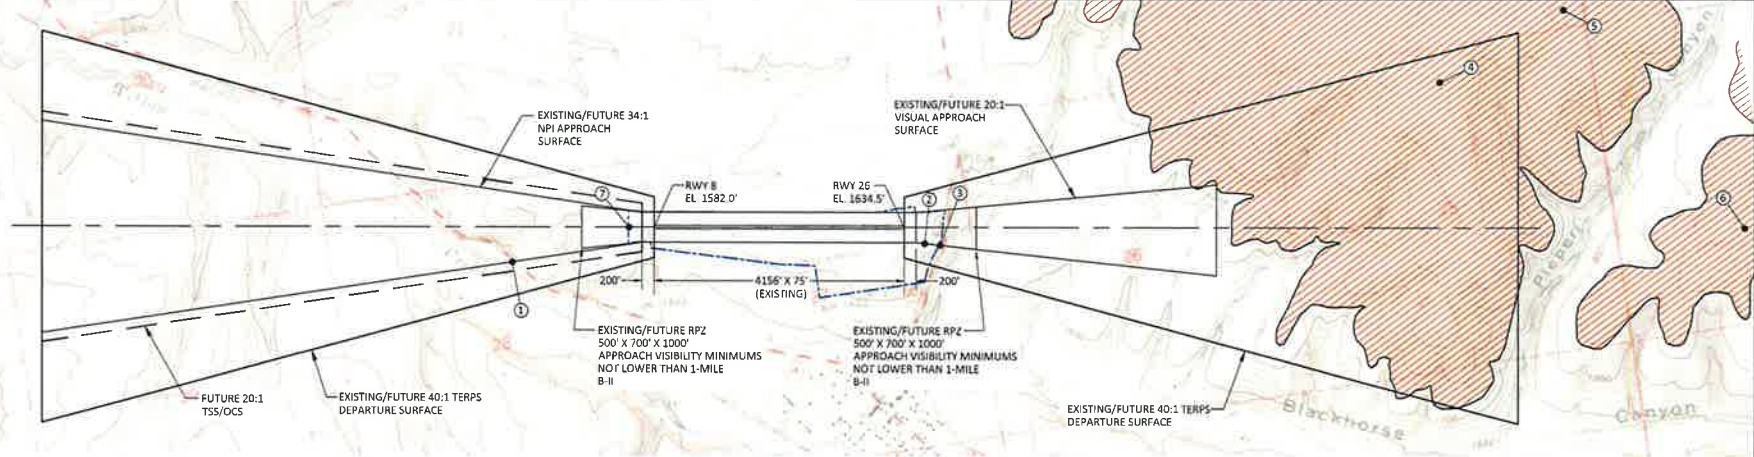 5
4
EXISTING/FUTURE 34:1
NPI APPROACH
SURFACE
EXISTING/FUTURE 20:1
VISUAL APPROACH
SURFACE
7
RWY 8
EL. 1582.0'
RWY 26
EL. 1634.5'
2
3
6
1
200'
4156' X 75'
(EXISTING)
200'
EXISTING/FUTURE RPZ
500' X 700' X 1000'
APPROACH VISIBILITY MINIMUMS
NOT LOWER THAN 1-MILE
B-II
EXISTING/FUTURE RPZ
500' X 700' X 1000'
APPROACH VISIBILITY MINIMUMS
NOT LOWER THAN 1-MILE
B-II
FUTURE 20:1
TSS/OCS
EXISTING/FUTURE 40:1 TERPS
DEPARTURE SURFACE
EXISTING/FUTURE 40:1 TERPS
DEPARTURE SURFACE
Pieper
Canyon
Blackhorse
Canyon
26